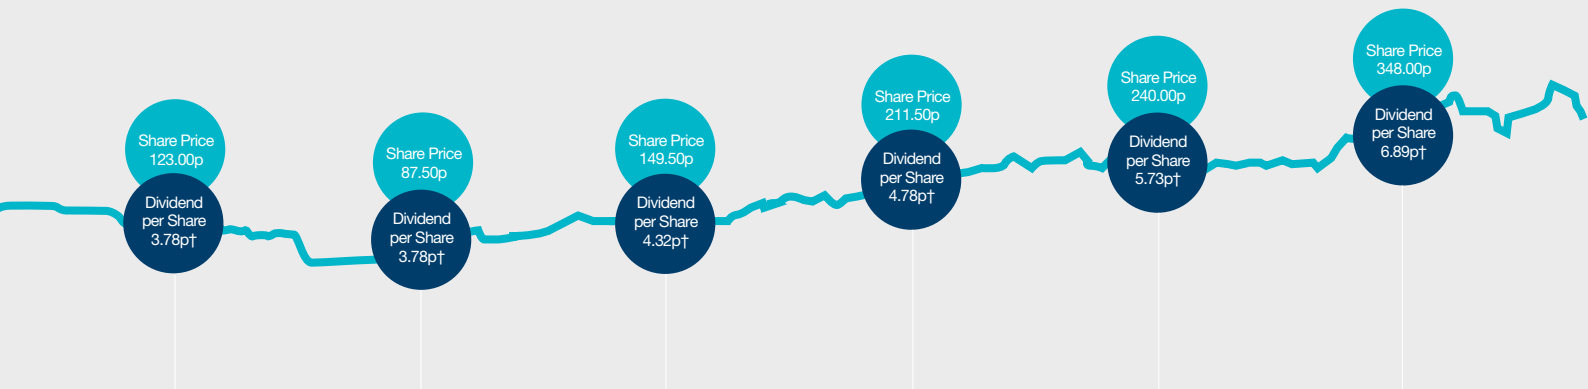 Share Price
123.00p
Dividend
per Share
3.78p†
Share Price
87.50p
Dividend
per Share
3.78p†
Share Price
149.50p
Dividend
per Share
4.32p†
Share Price
211.50p
Dividend
per Share
4.78p†
Share Price
240.00p
Dividend
per Share
5.73p†
Share Price
348.00p
Dividend
per Share
6.89p†